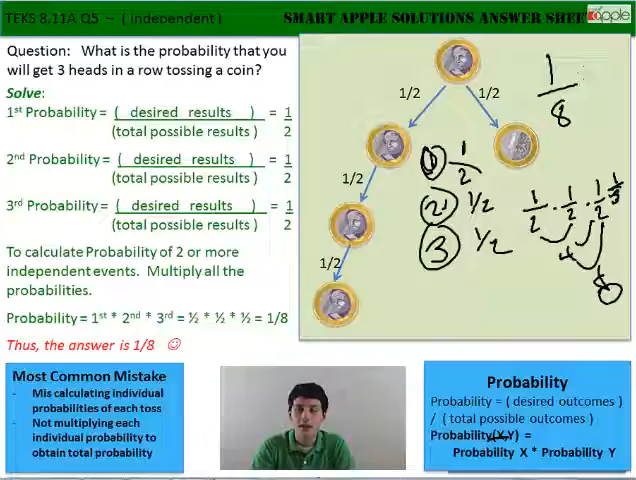 TEKS 8.11A Q5 – ( Independent)
SMART APPLE SOLUTIONS ANSWER SHEET
apple
Question: What is the probability that you
will get 3 heads in a row tossing a coin?
Solve:
1st Probability = ( desired results ) = 1
(total possible results ) 2
2nd Probability = ( desired results ) = 1
(total possible results ) 2
3rd Probability = ( desired results ) = 1
(total possible results ) 2
To calculate Probability of 2 or more
independent events. Multiply all the
probabilities.
Probability = 1st * 2nd * 3rd = ½ * ½ * ½ = 1/8
Thus, the answer is 1/8 ☺
1/2
1/2
1/2
1/2
1/8
1 1/2
2 1/2
3 1/2
1/2 · 1/2 · 1/2
4
8
Most Common Mistake
- Mis calculating individual
probabilities of each toss
- Not multiplying each
individual probability to
obtain total probability
Probability
Probability = ( desired outcomes )
/ ( total possible outcomes )
Probability(X,Y) =
Probability X * Probability Y